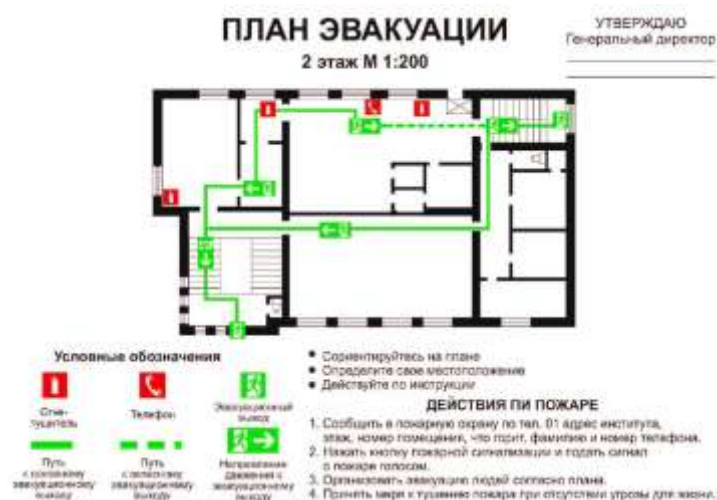 ПЛАН ЭВАКУАЦИИ
2 этаж М 1:200
УТВЕРЖДАЮ
Генеральный директор
Условные обозначения
Огне-
тушитель
Телефон
Эвакуационный
выход
Путь
к основному
эвакуационному
выходу
Путь
к запасному
эвакуационному
выходу
Направление
движения к
эвакуационному
выходу
• Сориентируйтесь на плане
• Определите свое местоположение
• Действуйте по инструкции
ДЕЙСТВИЯ ПИ ПОЖАРЕ
1. Сообщить в пожарную охрану по тел. 01 адрес института,
этаж, номер помещения, что горит, фамилию и номер телефона.
2. Нажать кнопку пожарной сигнализации и подать сигнал
о пожаре голосом.
3. Организовать эвакуацию людей согласно плана.
4. Принять меры к тушению пожара при отсутствии угрозы для жизни.